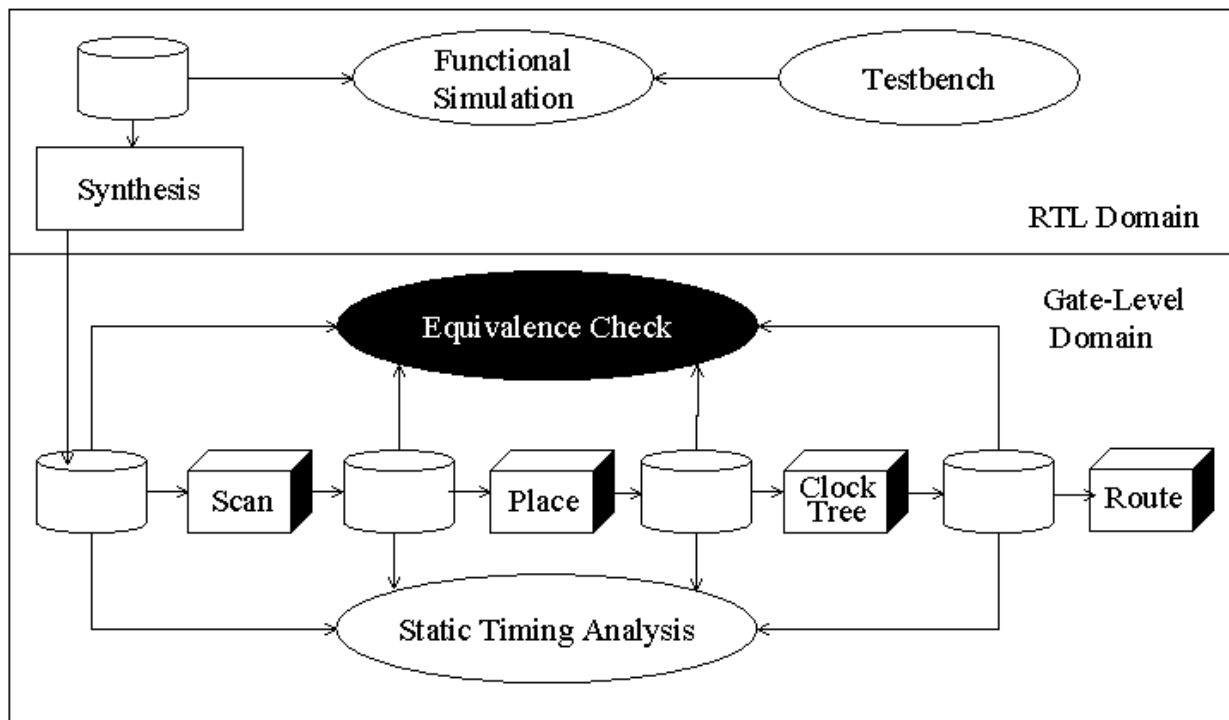 Functional
Simulation
Testbench
Synthesis
RTL Domain
Gate-Level
Domain
Equivalence Check
Scan
Place
Clock
Tree
Route
Static Timing Analysis